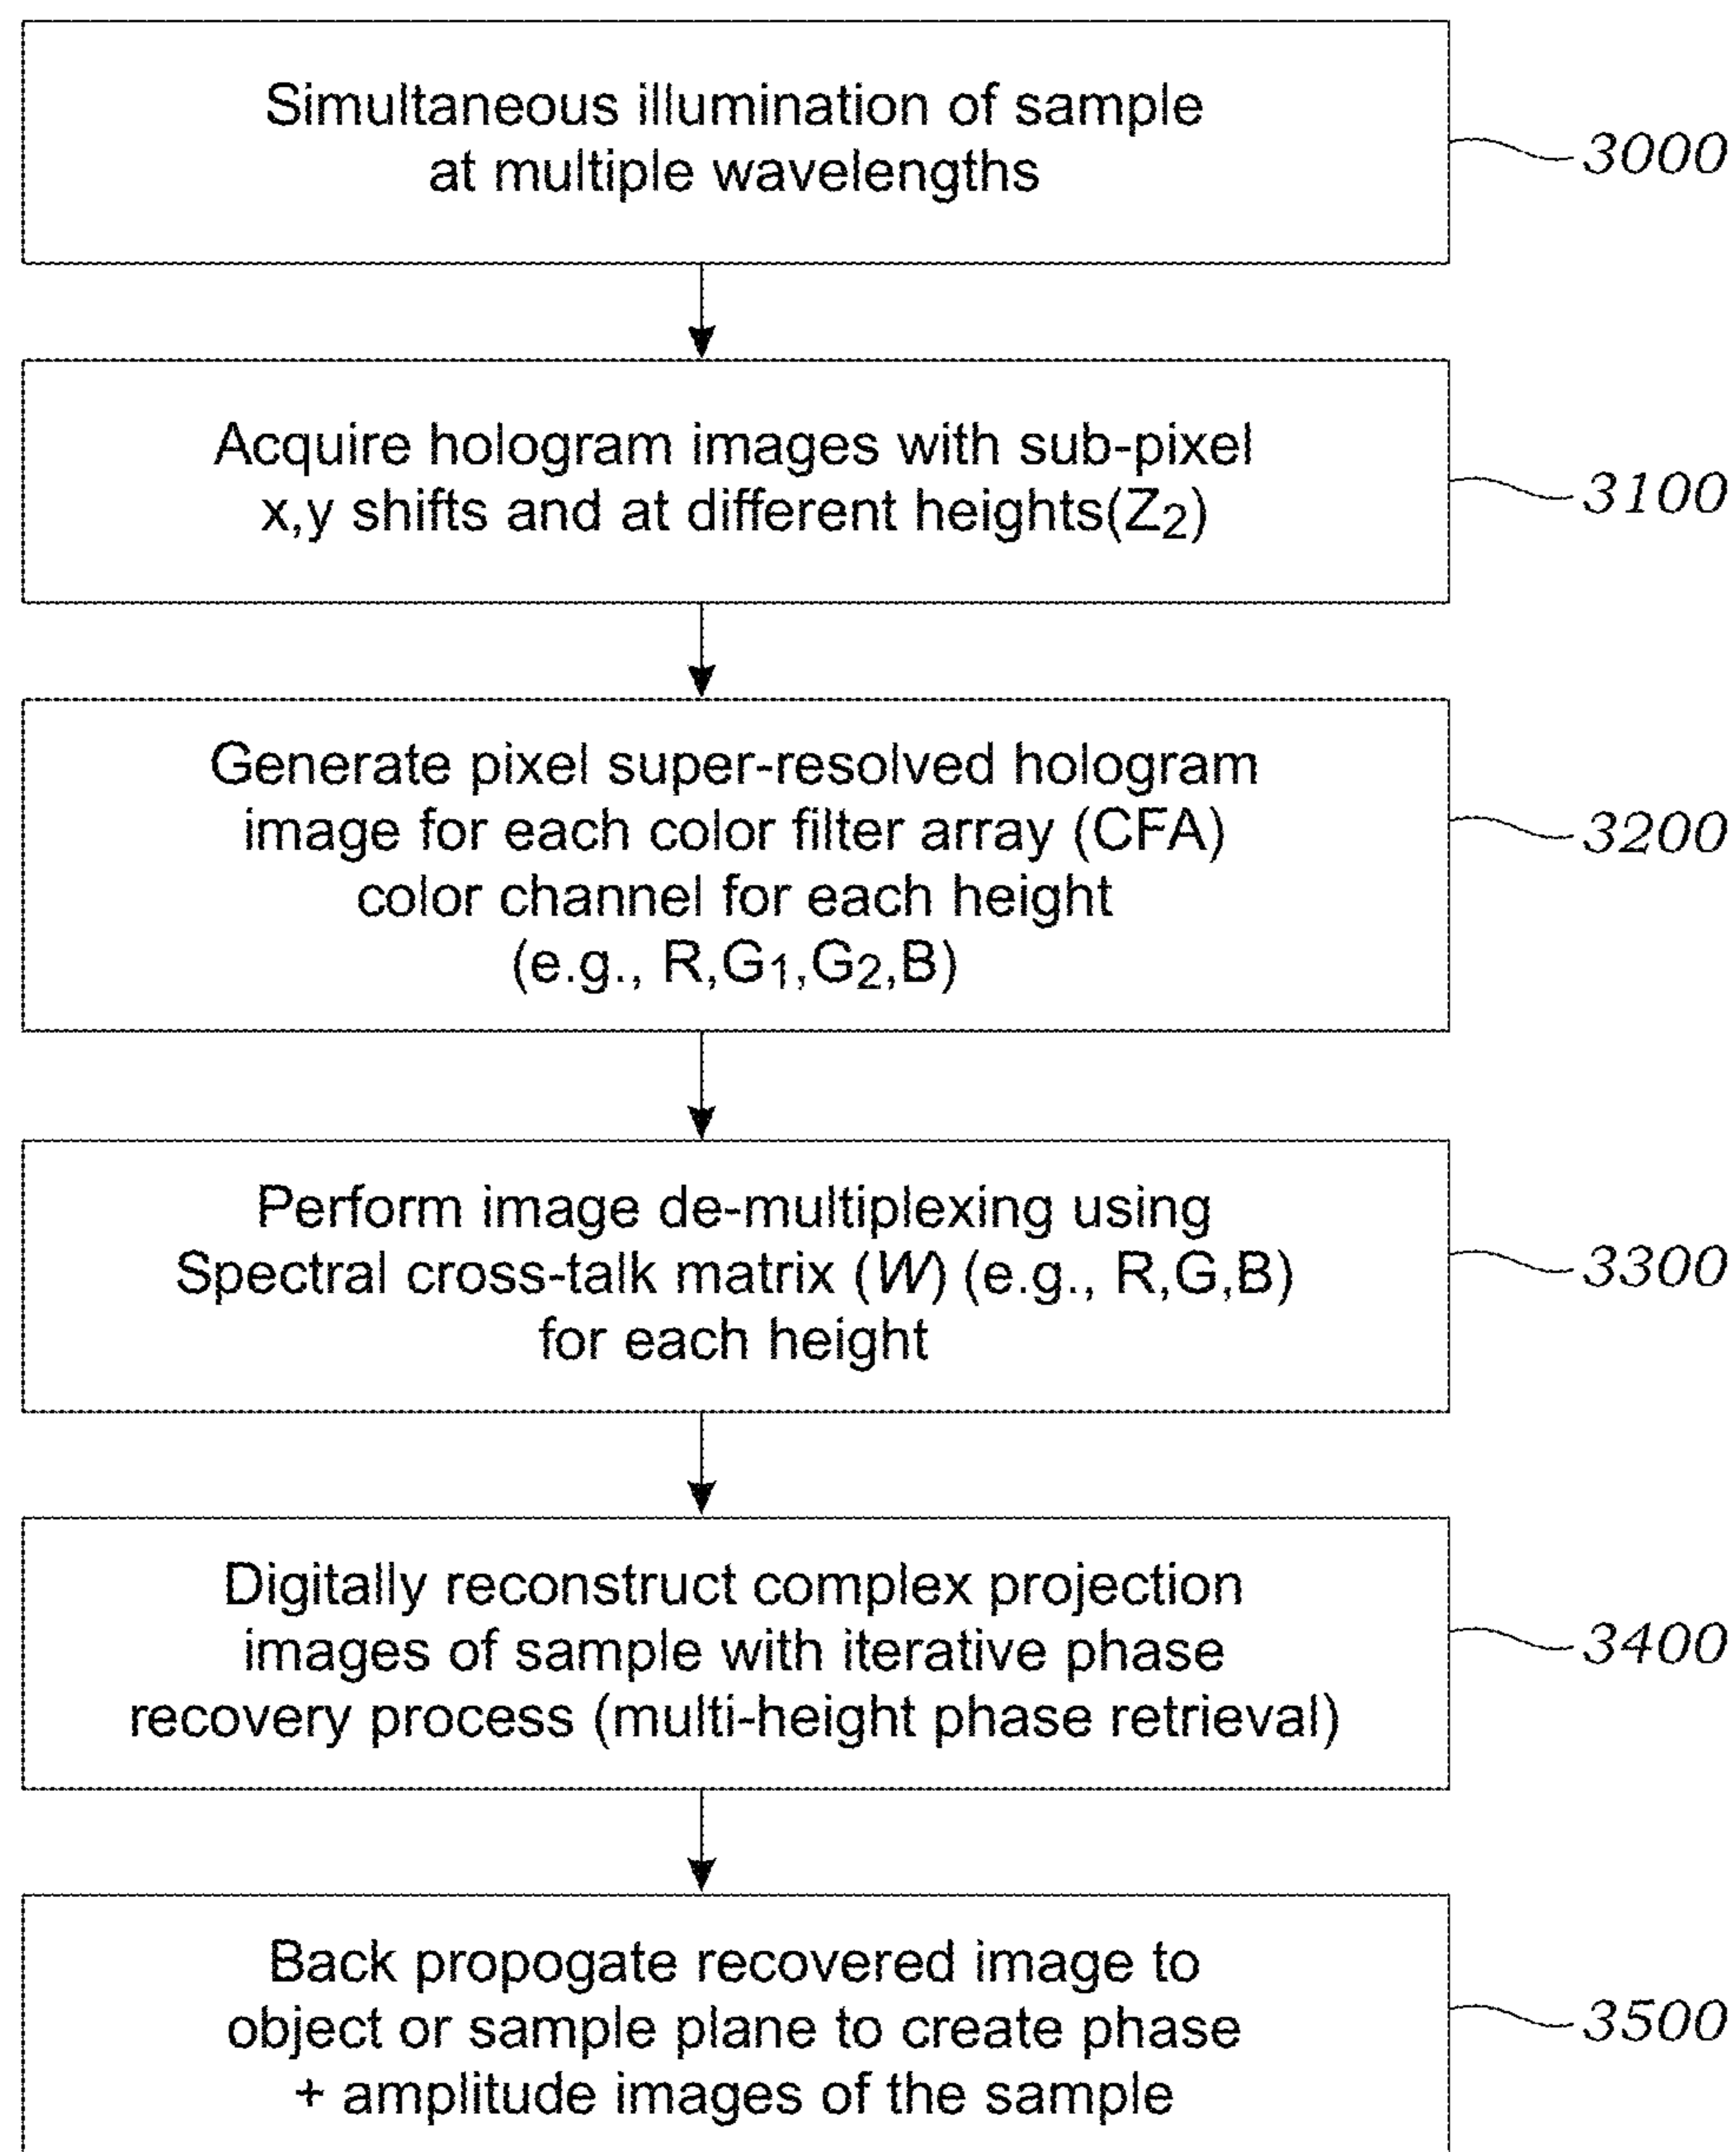 Simultaneous illumination of sample
at multiple wavelengths
3000
Acquire hologram images with sub-pixel
x,y shifts and at different heights(Z2)
3100
Generate pixel super-resolved hologram
image for each color filter array (CFA)
color channel for each height
(e.g., R,G1,G2,B)
3200
Perform image de-multiplexing using
Spectral cross-talk matrix (W) (e.g., R,G,B)
for each height
3300
Digitally reconstruct complex projection
images of sample with iterative phase
recovery process (multi-height phase retrieval)
3400
Back propogate recovered image to
object or sample plane to create phase
+ amplitude images of the sample
3500